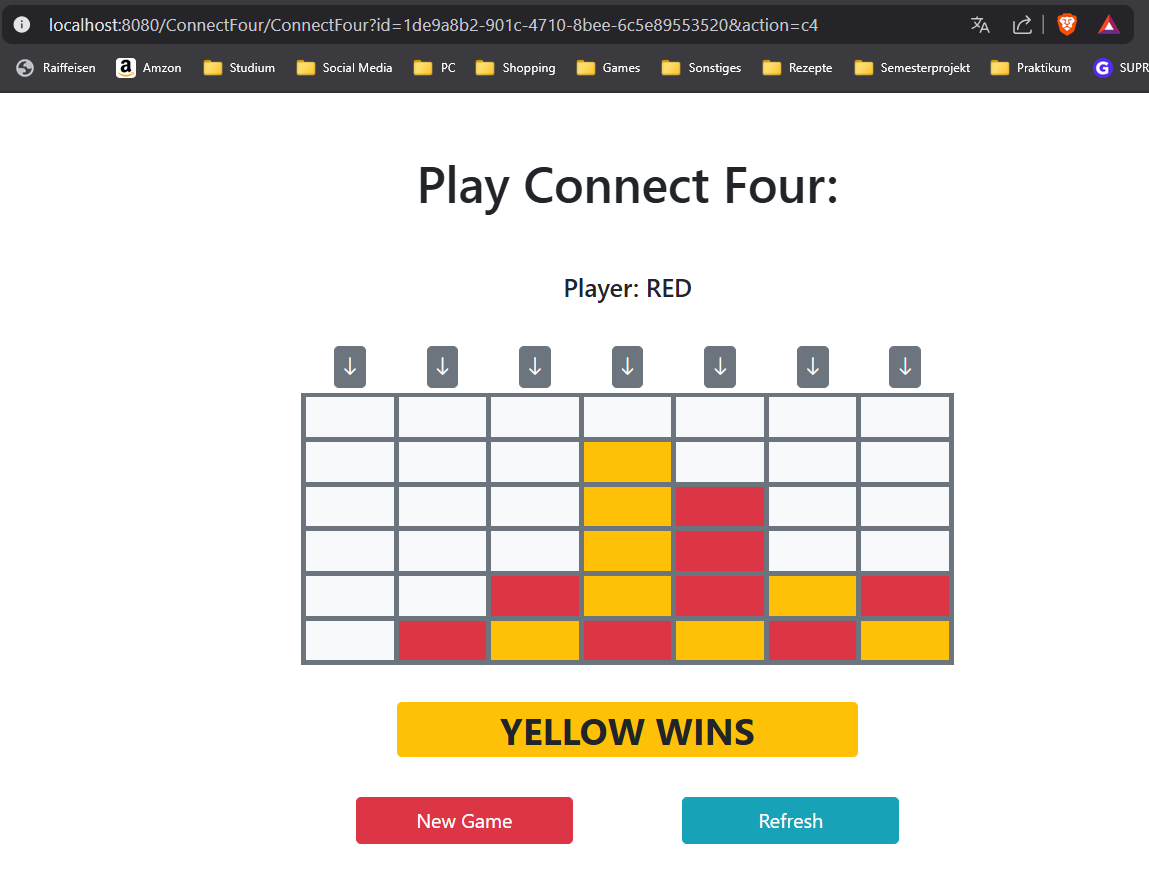 localhost:8080/ConnectFour/ConnectFour?id=1de9a8b2-901c-4710-8bee-6c5e89553520&action=c4
Raiffeisen Amzon Studium Social Media PC Shopping Games Sonstiges Rezepte Semesterprojekt Praktikum SUPR
Play Connect Four:
Player: RED
↓ ↓ ↓ ↓ ↓ ↓ ↓
YELLOW WINS
New Game Refresh